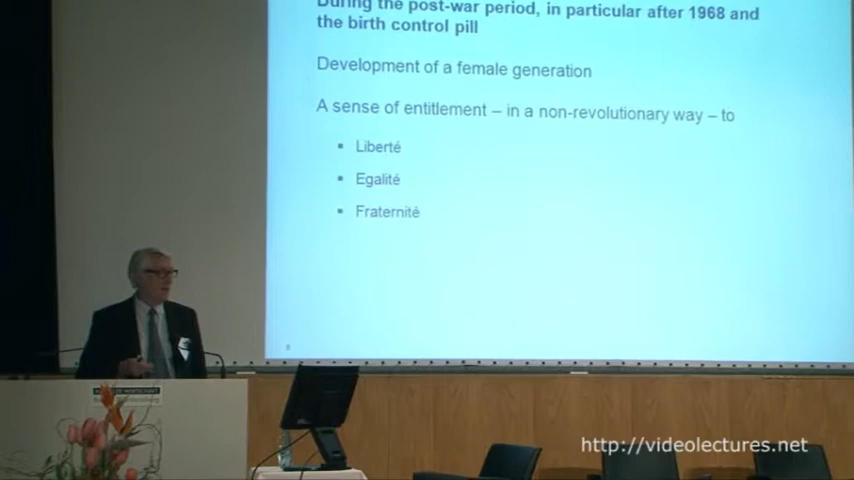 During the post-war period, in particular after 1968 and
the birth control pill
Development of a female generation
A sense of entitlement – in a non-revolutionary way – to
▪ Liberté
▪ Egalité
▪ Fraternité
http://videolectures.net